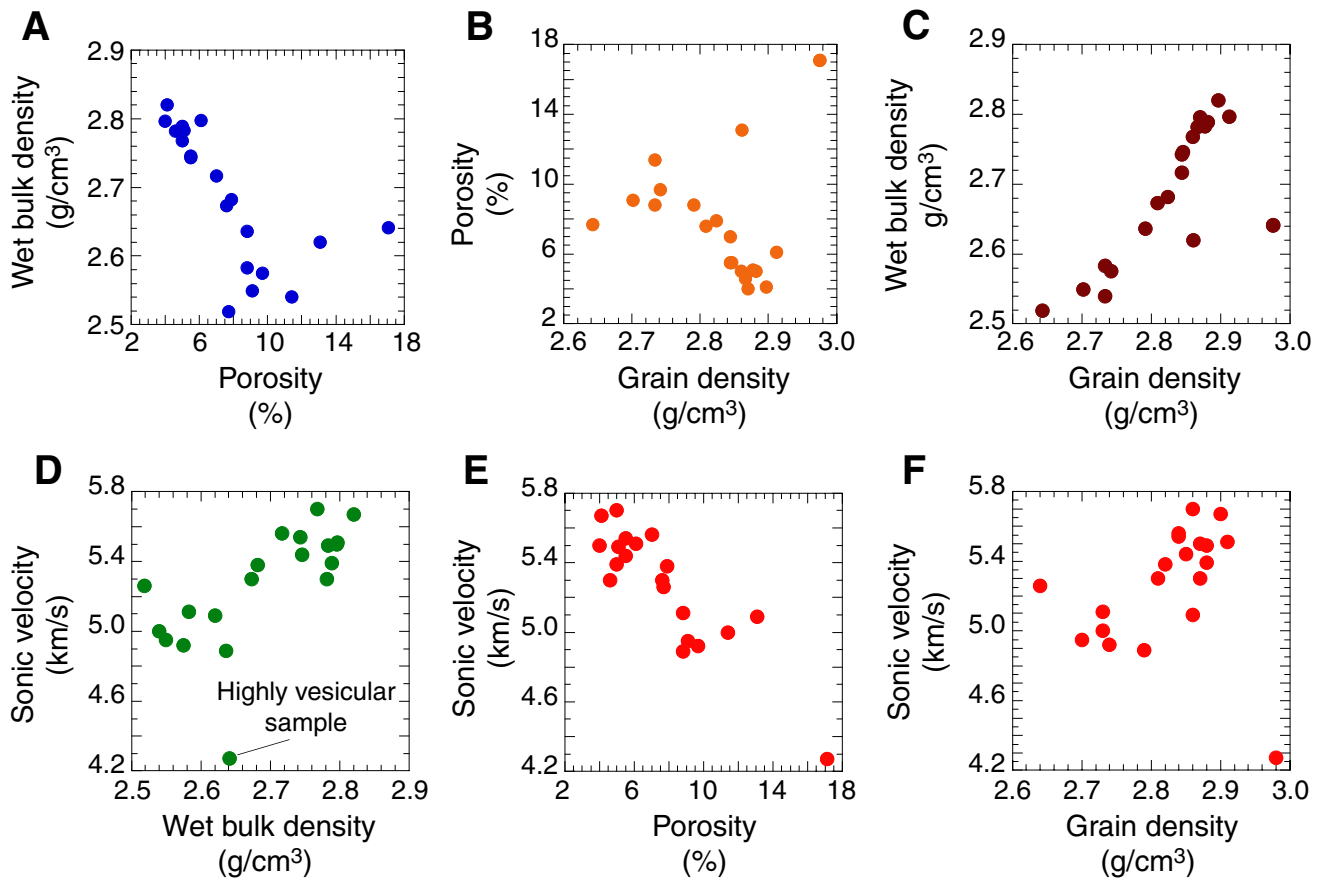 A
2.9
2.8
2.7
2.6
2.5
2 6 10 14 18
Wet bulk density
(g/cm³)
Porosity
(%)
B
18
14
10
6
2
2.6 2.7 2.8 2.9 3.0
Porosity
(%)
Grain density
(g/cm³)
C
2.9
2.8
2.7
2.6
2.5
2.6 2.7 2.8 2.9 3.0
Wet bulk density
g/cm³)
Grain density
(g/cm³)
D
5.8
5.4
5.0
4.6
4.2
2.5 2.6 2.7 2.8 2.9
Sonic velocity
(km/s)
Highly vesicular
sample
Wet bulk density
(g/cm³)
E
5.8
5.4
5.0
4.6
4.2
2 6 10 14 18
Sonic velocity
(km/s)
Porosity
(%)
F
5.8
5.4
5.0
4.6
4.2
2.6 2.7 2.8 2.9 3.0
Sonic velocity
(km/s)
Grain density
(g/cm³)